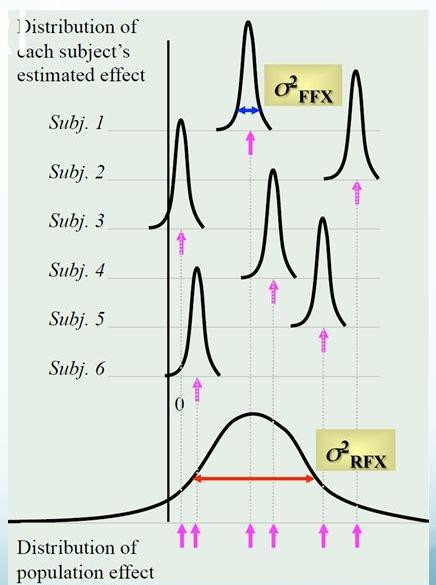 Distribution of
each subject's
estimated effect
σ²FFX
Subj. 1
Subj. 2
Subj. 3
Subj. 4
Subj. 5
Subj. 6
0
σ²RFX
Distribution of
population effect